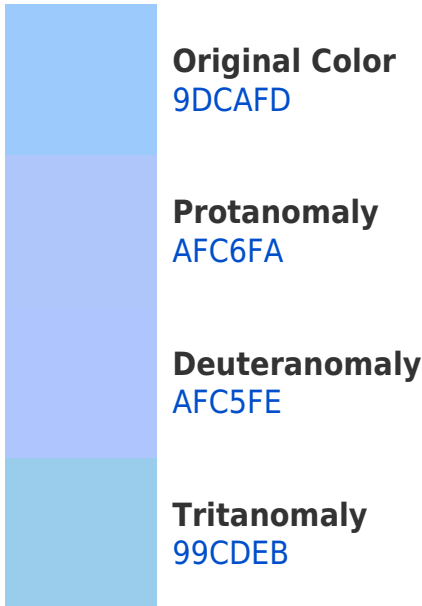 Original Color
9DCAFD
Protanomaly
AFC6FA
Deuteranomaly
AFC5FE
Tritanomaly
99CDEB